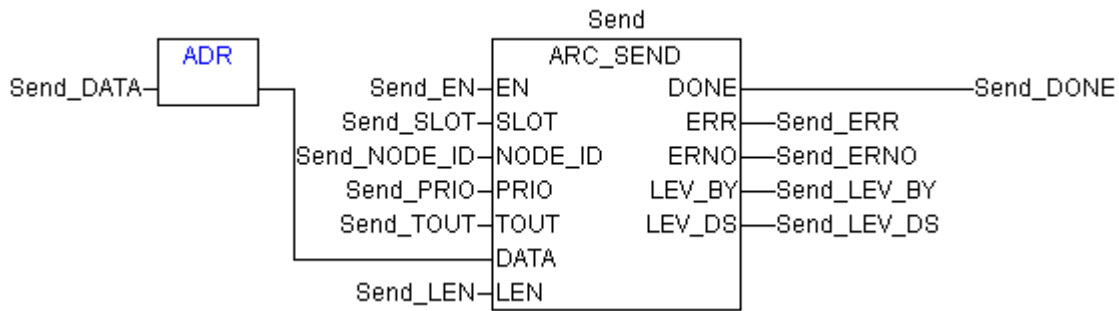 Send
ADR
ARC_SEND
Send_DATA
Send_EN
EN
DONE
Send_DONE
Send_SLOT
SLOT
ERR
Send_ERR
Send_NODE_ID
NODE_ID
ERNO
Send_ERNO
Send_PRIO
PRIO
LEV_BY
Send_LEV_BY
Send_TOUT
TOUT
LEV_DS
Send_LEV_DS
DATA
Send_LEN
LEN